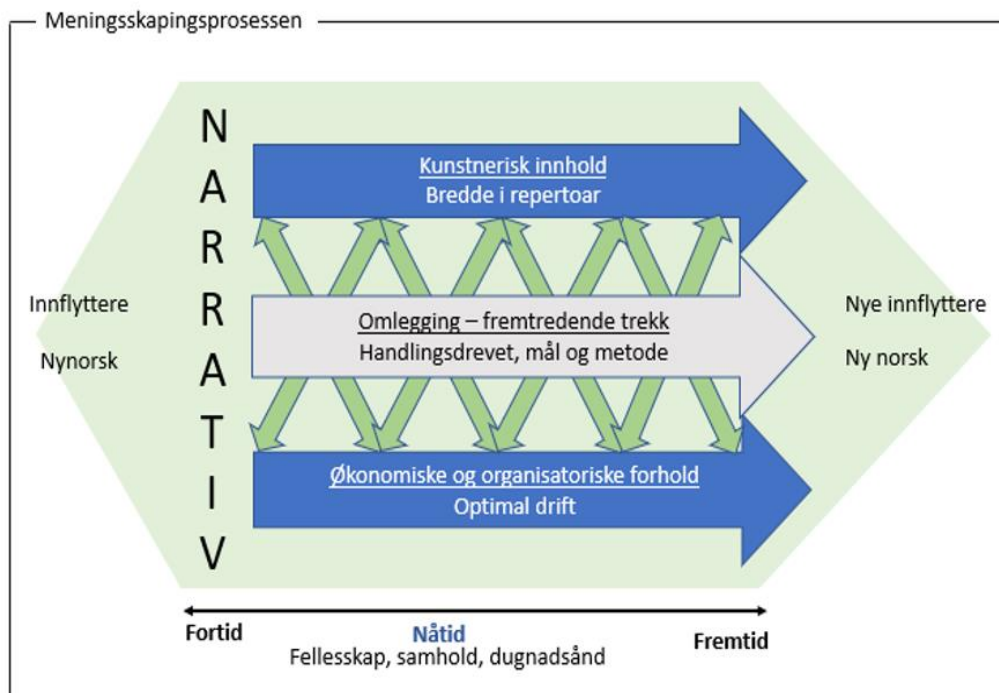 Meningsskapingsprosessen
NARRATIV
Kunstnerisk innhold
Bredde i repertoar
Innflyttere
Nynorsk
Omlegging – fremtredende trekk
Handlingsdrevet, mål og metode
Nye innflyttere
Ny norsk
Økonomiske og organisatoriske forhold
Optimal drift
Fortid
Nåtid
Fremtid
Fellesskap, samhold, dugnadsånd